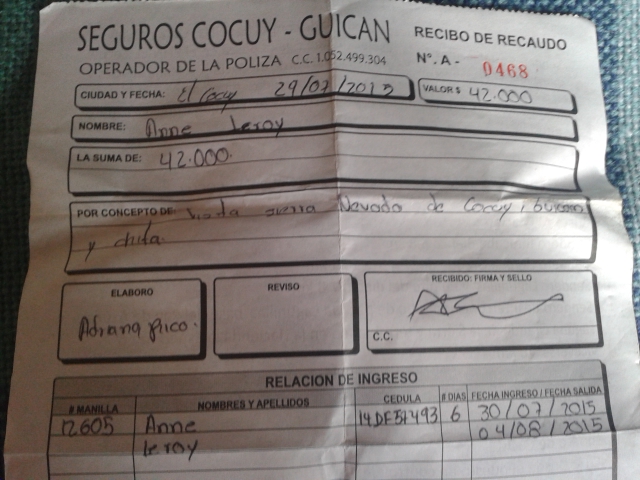 SEGUROS COCUY - GUICAN
RECIBO DE RECAUDO
OPERADOR DE LA POLIZA C.C. 1.052.499.304
N°. A - 0468
CIUDAD Y FECHA: El Cocuy 29/07/2015
VALOR $ 42.000
NOMBRE: Anne Leroy
LA SUMA DE: 42.000.
POR CONCEPTO DE: Nevado de Cocuy,
y
ELABORO
REVISO
RECIBIDO: FIRMA Y SELLO
Adriana
C.C.
RELACION DE INGRESO
# MANILLA NOMBRES Y APELLIDOS CEDULA # DIAS FECHA INGRESO / FECHA SALIDA
12605 Anne 14DF51493 6 30/07/2015
leroy 04/08/2015